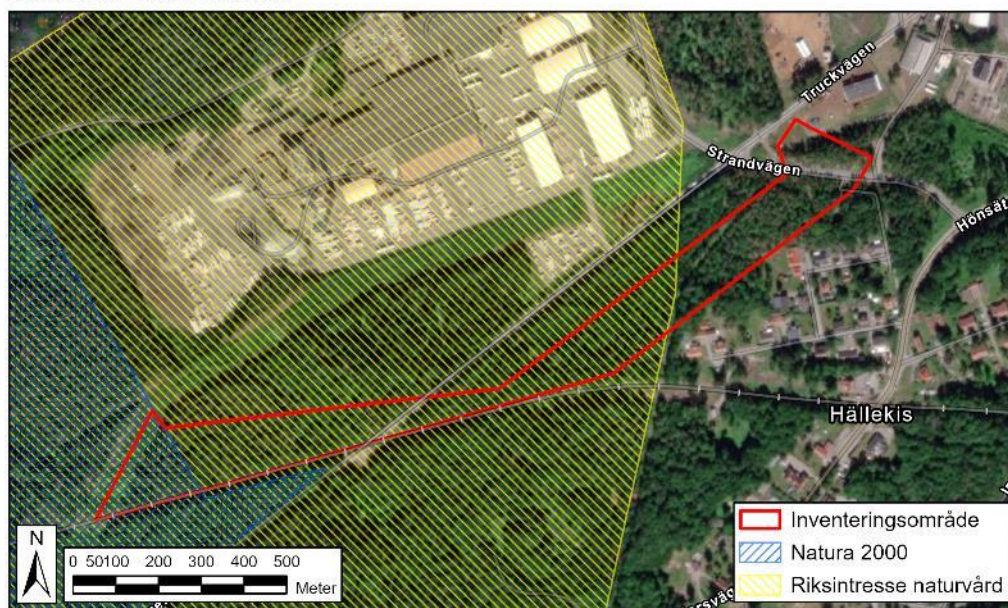 Truckvägen
Strandvägen
Hönsät
Hällekis
N
0 50100 200 300 400 500
Meter
Inventeringsområde
Natura 2000
Riksintresse naturvård